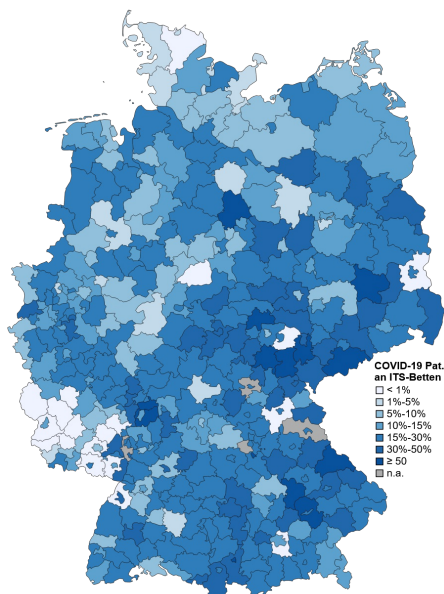 COVID-19 Pat.
an ITS-Betten
< 1%
1%-5%
5%-10%
10%-15%
15%-30%
30%-50%
≥ 50
n.a.